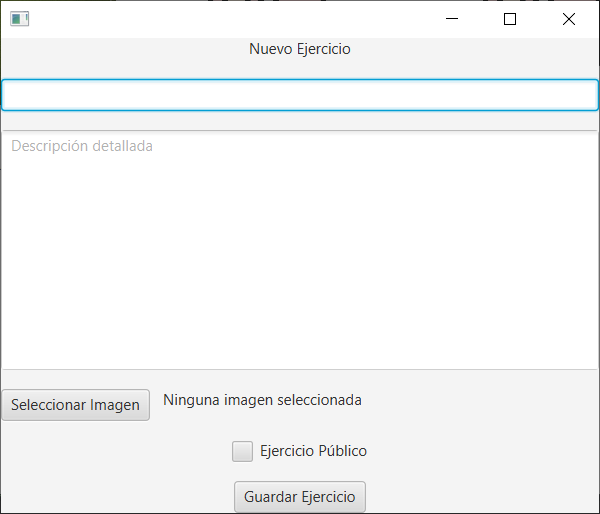 Nuevo Ejercicio
Descripción detallada
Seleccionar Imagen Ninguna imagen seleccionada
Ejercicio Público
Guardar Ejercicio